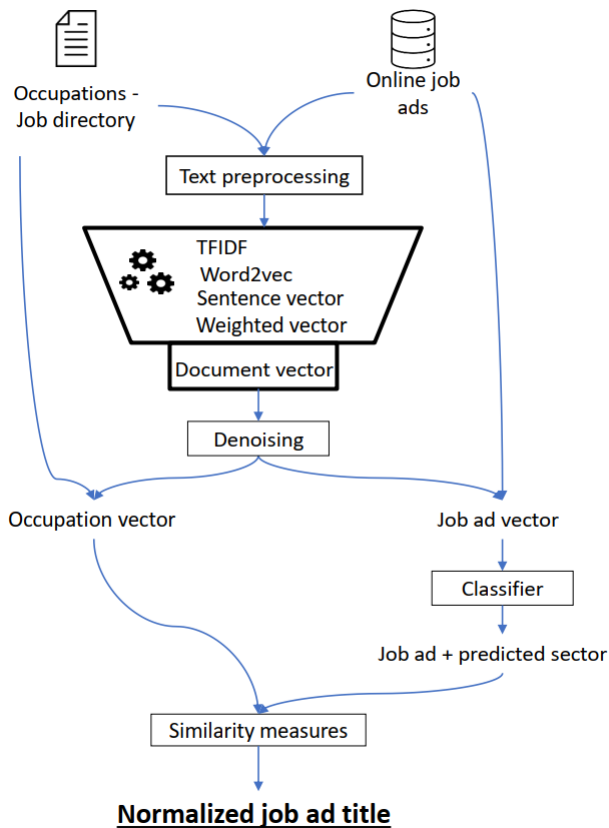 Occupations -
Job directory
Online job
ads
Text preprocessing
TFIDF
Word2vec
Sentence vector
Weighted vector
Document vector
Denoising
Occupation vector
Job ad vector
Classifier
Job ad + predicted sector
Similarity measures
Normalized job ad title